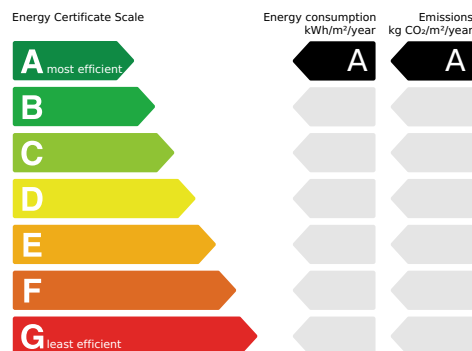 Energy Certificate Scale
Energy consumption
kWh/m²/year
Emissions
kg CO₂/m²/year
A most efficient
A
A
B
C
D
E
F
G least efficient